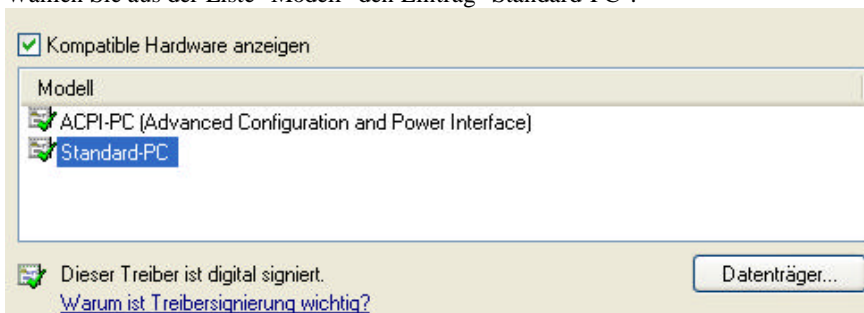 Wählen Sie aus der Liste "Modell" den Eintrag "Standard-PC".
Kompatible Hardware anzeigen
Modell
ACPI-PC (Advanced Configuration and Power Interface)
Standard-PC
Dieser Treiber ist digital signiert.
Datenträger...
Warum ist Treibersignierung wichtig?